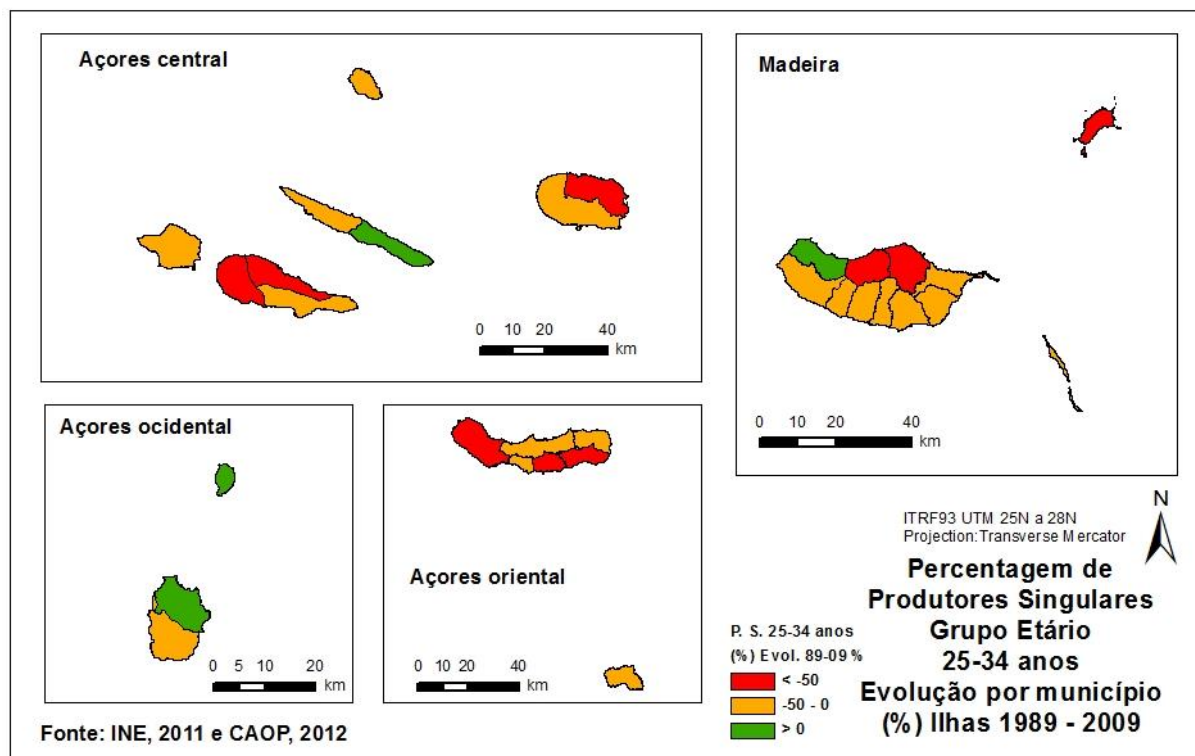 Açores central
0 10 20 40
km
Madeira
0 10 20 40
km
Açores ocidental
0 5 10 20
km
Açores oriental
0 10 20 40
km
N
ITRF93 UTM 25N a 28N
Projection:Transverse Mercator
Percentagem de
Produtores Singulares
Grupo Etário
25-34 anos
Evolução por município
(%) Ilhas 1989 - 2009
P. S. 25-34 anos
(%) Evol. 89-09 %
< -50
-50 - 0
> 0
Fonte: INE, 2011 e CAOP, 2012